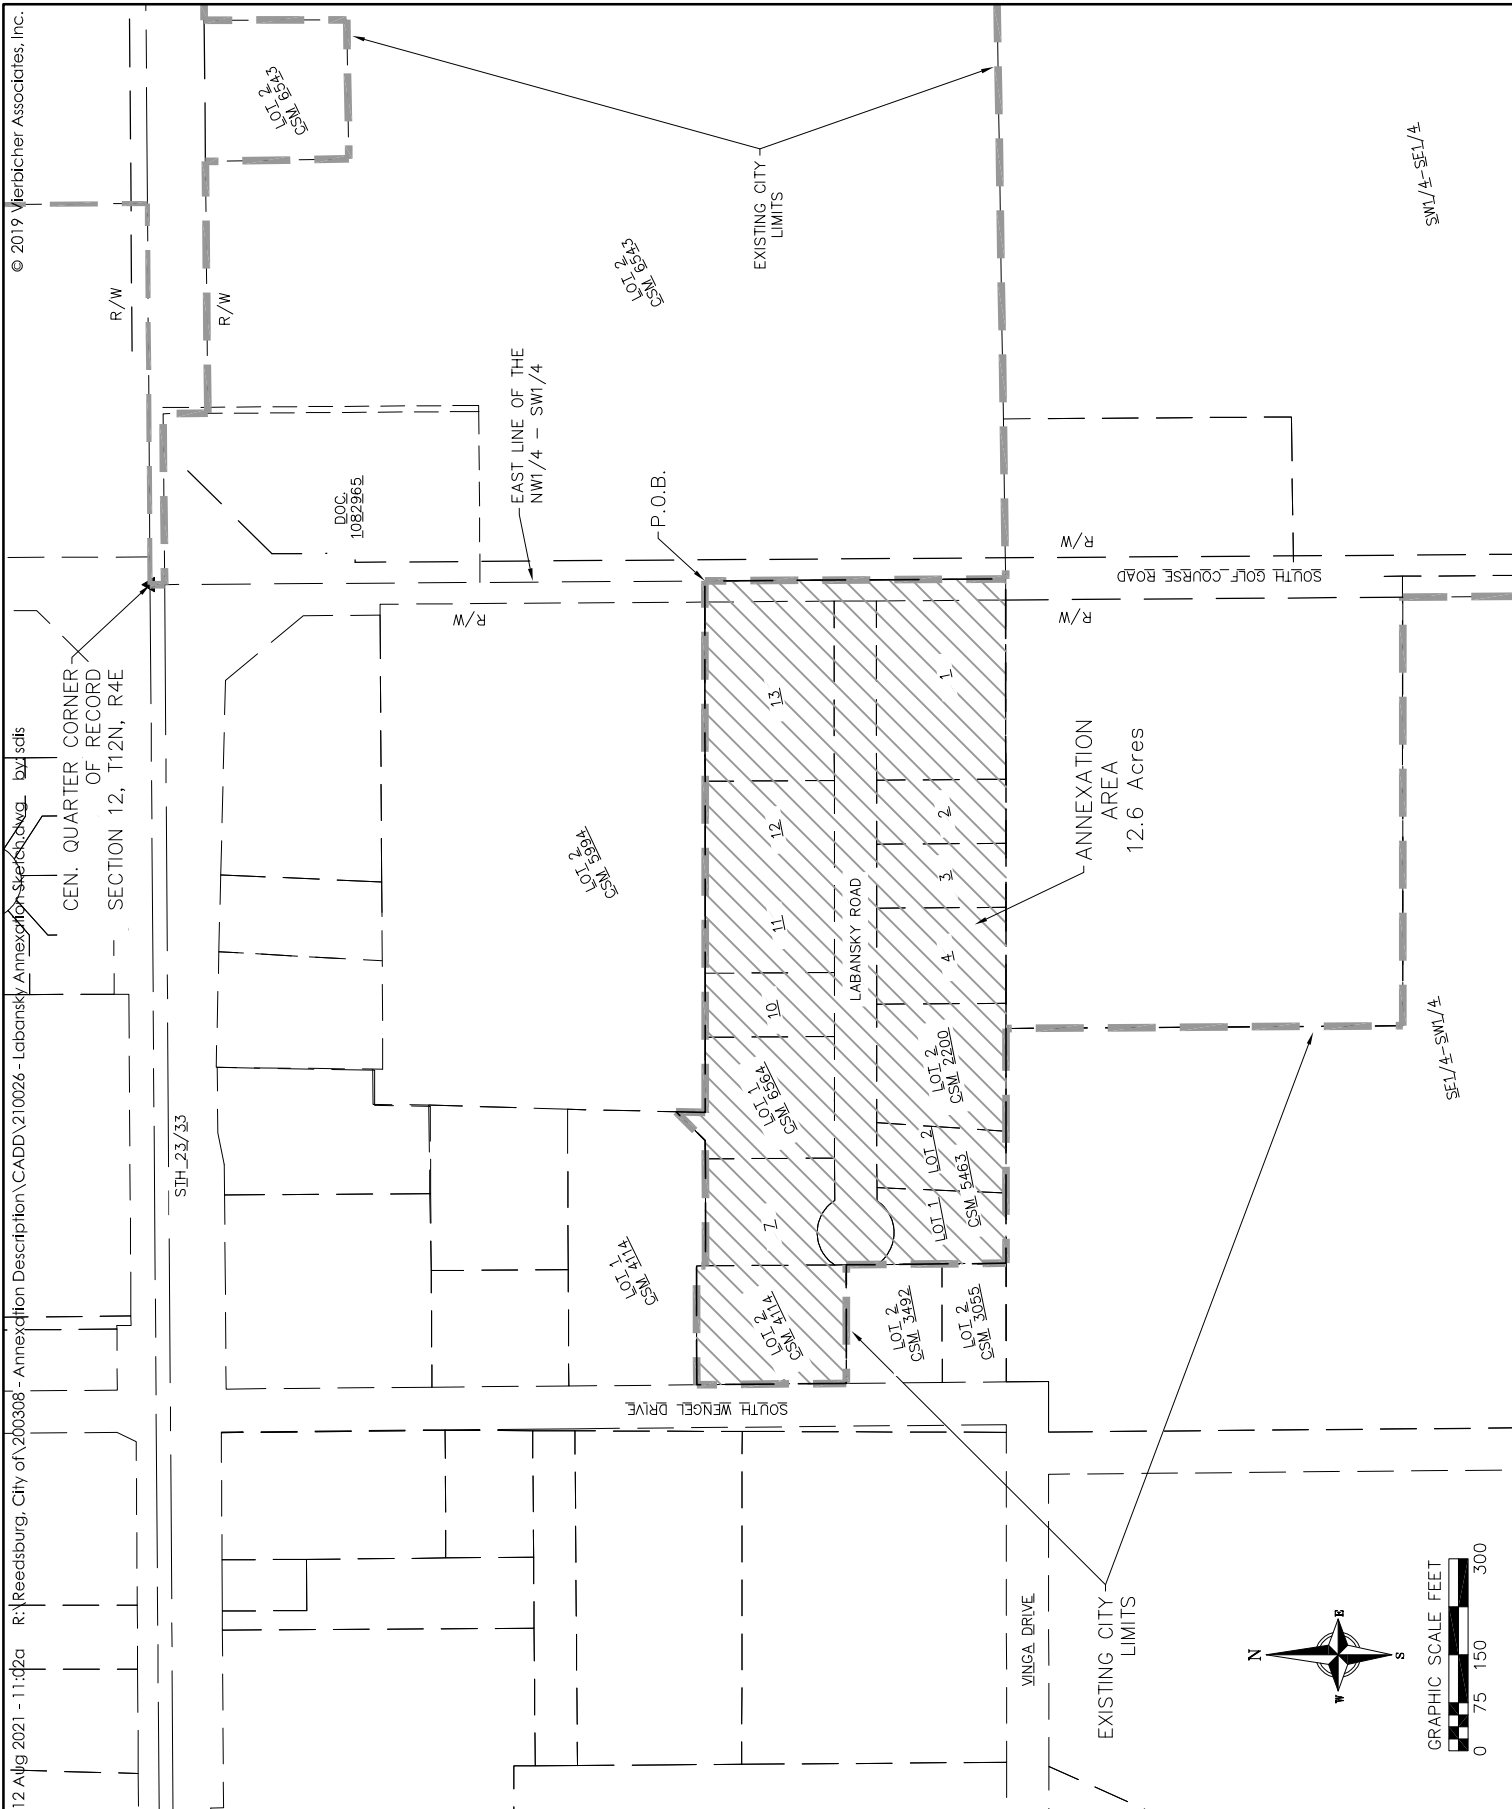 12 Aug 2021 - 11:02a R:\Reedsburg, City of\200308 - Annexation Description\CADD\210026 - Labansky Annexation Sketch.dwg by: sdis
© 2019 Vierbicher Associates, Inc.
CEN. QUARTER CORNER
OF RECORD
SECTION 12, T12N, R4E
R/W
R/W
LOT 2
CSM 6543
STH 23/33
DOC.
1082965
EAST LINE OF THE
NW1/4 - SW1/4
LOT 2
CSM 6543
EXISTING CITY
LIMITS
R/W
P.O.B.
LOT 2
CSM 5994
LOT 1
CSM 4114
SOUTH WENGEL DRIVE
LOT 2
CSM 4114
7
LOT 1
CSM 6564
10
11
12
13
LABANSKY ROAD
LOT 1
LOT 2
CSM 5463
LOT 2
CSM 2200
4
3
2
1
LOT 2
CSM 3492
LOT 2
CSM 3055
R/W
R/W
SOUTH GOLF COURSE ROAD
ANNEXATION
AREA
12.6 Acres
VINGA DRIVE
EXISTING CITY
LIMITS
SE1/4-SW1/4
SW1/4-SE1/4
N
W
E
S
GRAPHIC SCALE FEET
0 75 150 300